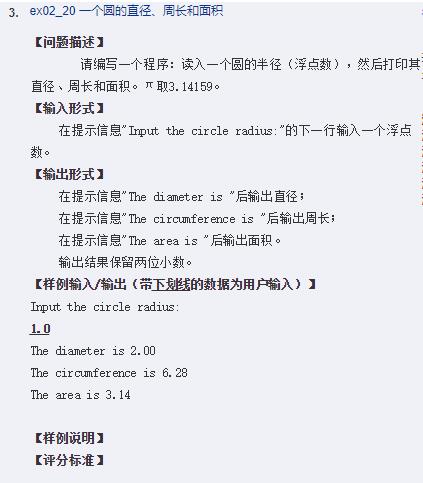 3. ex02_20 一个圆的直径、周长和面积
【问题描述】
请编写一个程序：读入一个圆的半径（浮点数），然后打印其
直径、周长和面积。π取3.14159。
【输入形式】
在提示信息"Input the circle radius:"的下一行输入一个浮点
数。
【输出形式】
在提示信息"The diameter is "后输出直径；
在提示信息"The circumference is "后输出周长；
在提示信息"The area is "后输出面积。
输出结果保留两位小数。
【样例输入/输出（带下划线的数据为用户输入）】
Input the circle radius:
1.0
The diameter is 2.00
The circumference is 6.28
The area is 3.14
【样例说明】
【评分标准】